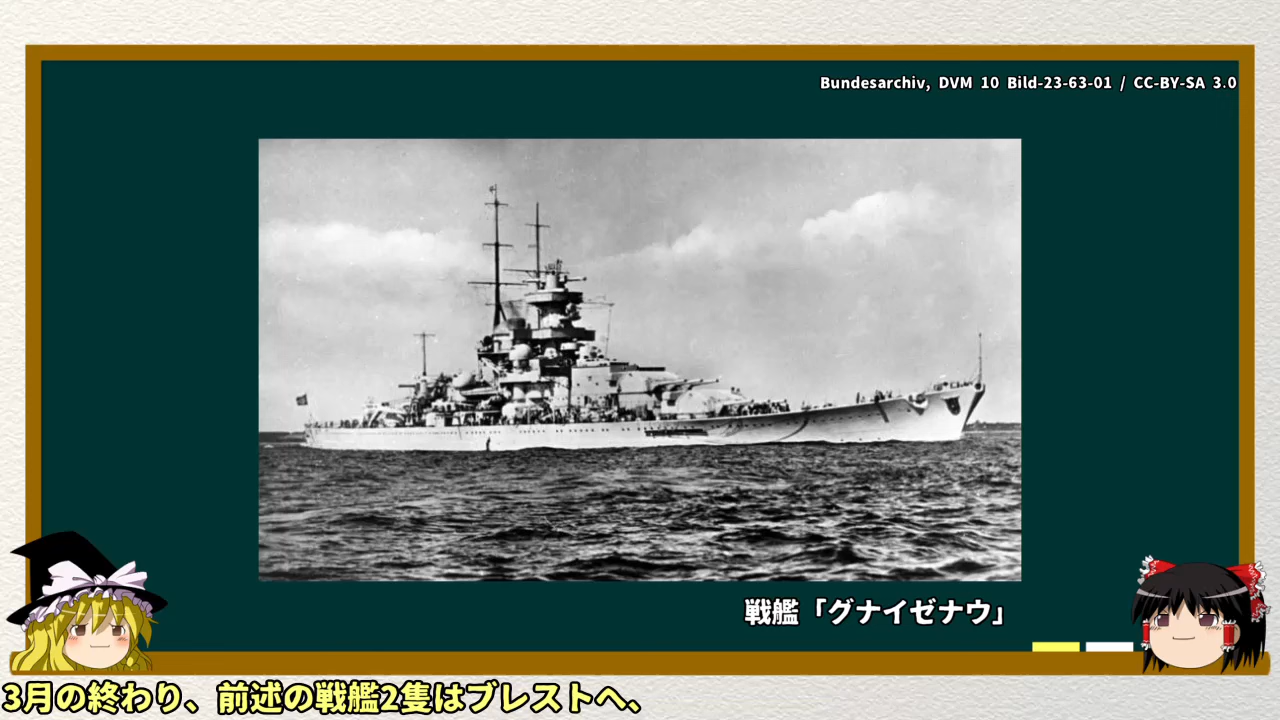 Bundesarchiv, DVM 10 Bild-23-63-01 / CC-BY-SA 3.0
戦艦「グナイゼナウ」
3月の終わり、前述の戦艦2隻はブレストへ、